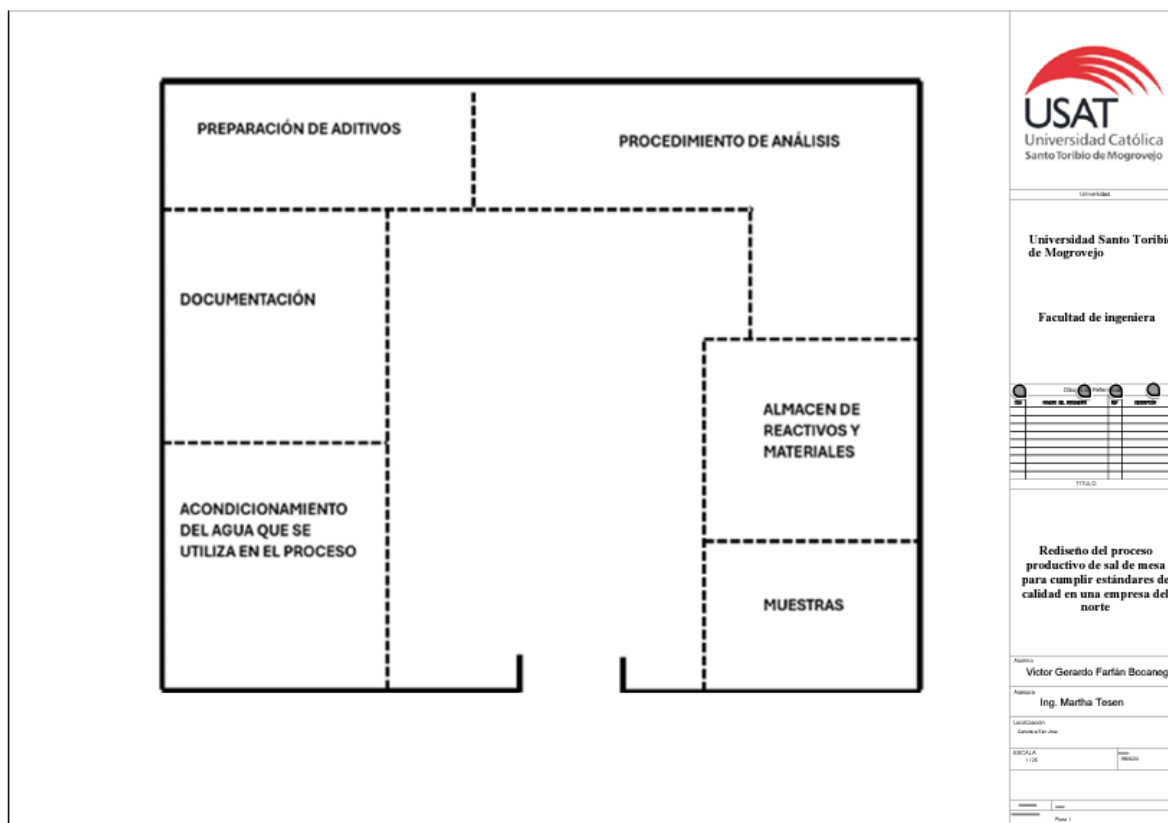 PREPARACIÓN DE ADITIVOS
PROCEDIMIENTO DE ANÁLISIS
DOCUMENTACIÓN
ALMACEN DE
REACTIVOS Y
MATERIALES
ACONDICIONAMIENTO
DEL AGUA QUE SE
UTILIZA EN EL PROCESO
MUESTRAS
USAT
Universidad Católica
Santo Toribio de Mogrovejo
Universidad
Universidad Santo Toribio
de Mogrovejo
Facultad de ingeniera
TITULO
Rediseño del proceso
productivo de sal de mesa
para cumplir estándares de
calidad en una empresa del
norte
Alumno
Victor Gerardo Farfán Bocaneg
Asesora
Ing. Martha Tesen
Localización
ESCALA
1/25
Plano 1